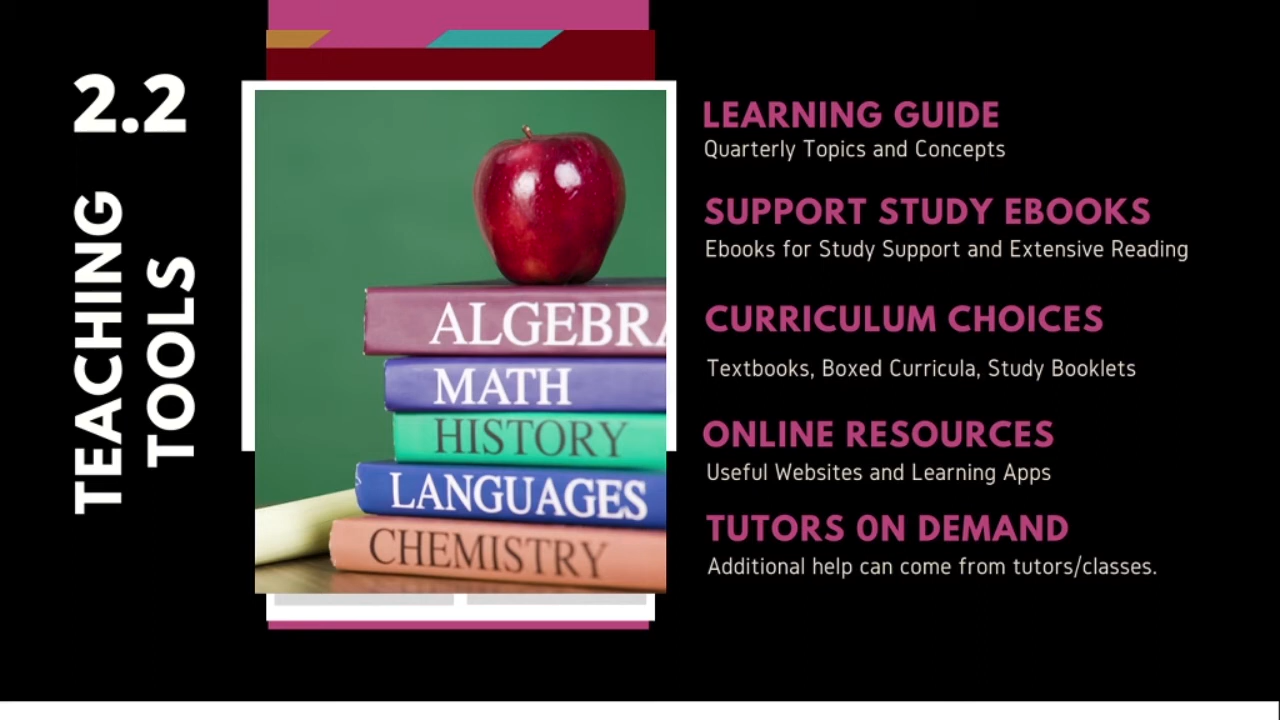 2.2
TEACHING
TOOLS
ALGEBRA
MATH
HISTORY
LANGUAGES
CHEMISTRY
LEARNING GUIDE
Quarterly Topics and Concepts
SUPPORT STUDY EBOOKS
Ebooks for Study Support and Extensive Reading
CURRICULUM CHOICES
Textbooks, Boxed Curricula, Study Booklets
ONLINE RESOURCES
Useful Websites and Learning Apps
TUTORS 0N DEMAND
Additional help can come from tutors/classes.